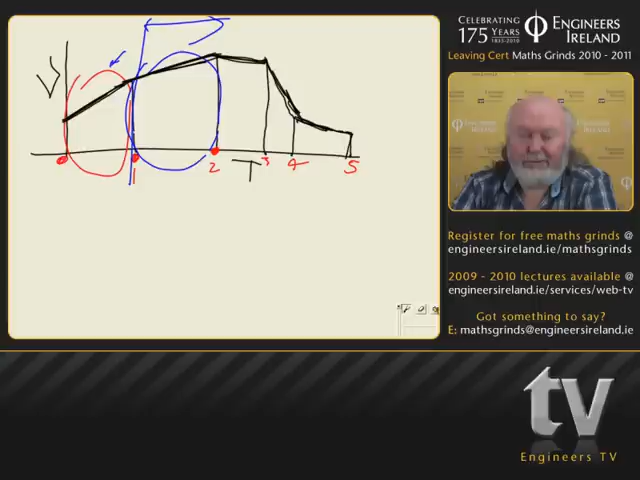 CELEBRATING
175 YEARS
1835-2010
ENGINEERS
IRELAND
Leaving Cert Maths Grinds 2010 - 2011
V
1
2
T
3
4
5
Register for free maths grinds @
engineersireland.ie/mathsgrinds
2009 - 2010 lectures available @
engineersireland.ie/services/web-tv
Got something to say?
E: mathsgrinds@engineersireland.ie
tv
Engineers TV